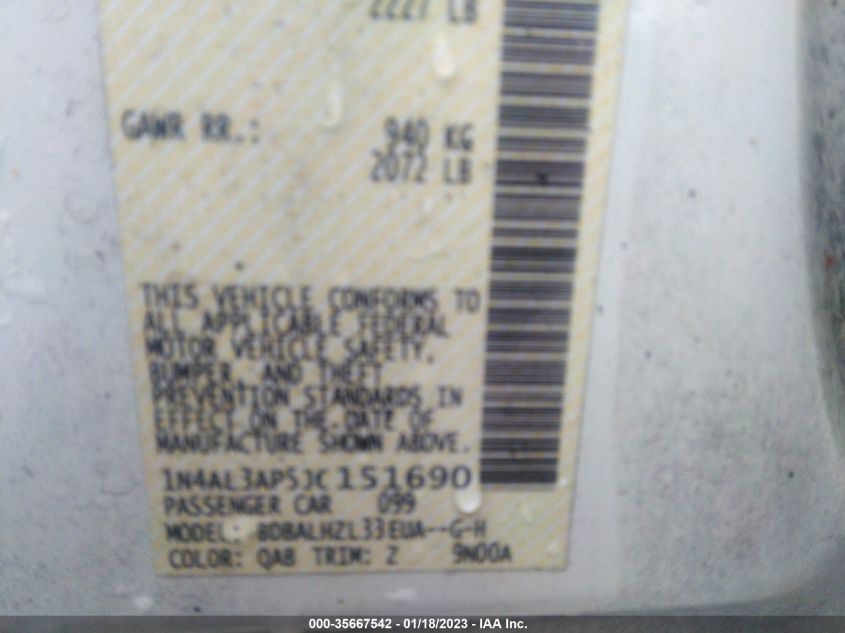 2227 LB
GAWR RR.: 940 KG
2072 LB
THIS VEHICLE CONFORMS TO
ALL APPLICABLE FEDERAL
MOTOR VEHICLE SAFETY,
BUMPER, AND THEFT
PREVENTION STANDARDS IN
EFFECT ON THE DATE OF
MANUFACTURE SHOWN ABOVE.
1N4AL3AP5JC151690
PASSENGER CAR 099
MODEL: BDBALHZL33EUA--G-H
COLOR: QAB TRIM: Z 9N00A
000-35667542 - 01/18/2023 - IAA Inc.